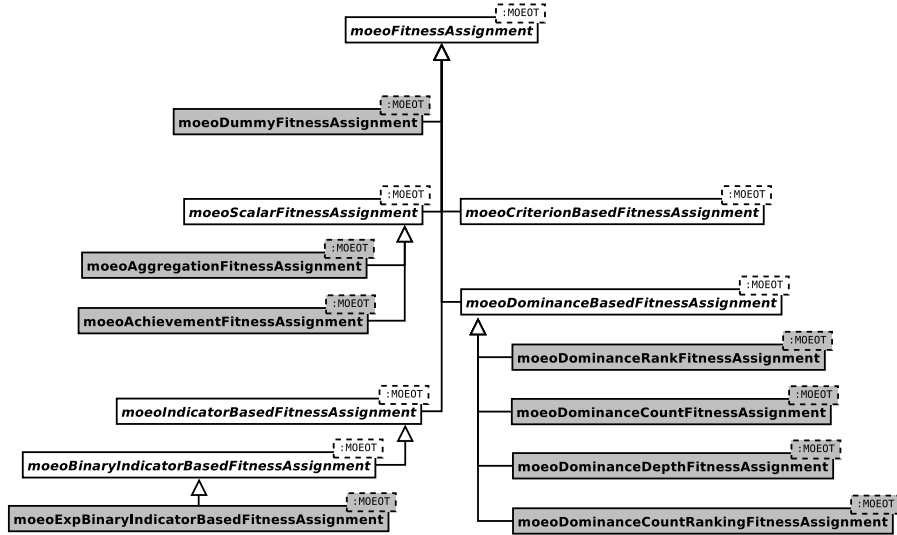 :MOEOT
moeoFitnessAssignment
:MOEOT
moeoDummyFitnessAssignment
:MOEOT
moeoScalarFitnessAssignment
:MOEOT
moeoCriterionBasedFitnessAssignment
:MOEOT
moeoAggregationFitnessAssignment
:MOEOT
moeoDominanceBasedFitnessAssignment
:MOEOT
moeoAchievementFitnessAssignment
:MOEOT
moeoDominanceRankFitnessAssignment
:MOEOT
moeoIndicatorBasedFitnessAssignment
:MOEOT
moeoDominanceCountFitnessAssignment
:MOEOT
moeoBinaryIndicatorBasedFitnessAssignment
:MOEOT
moeoDominanceDepthFitnessAssignment
:MOEOT
moeoExpBinaryIndicatorBasedFitnessAssignment
:MOEOT
moeoDominanceCountRankingFitnessAssignment